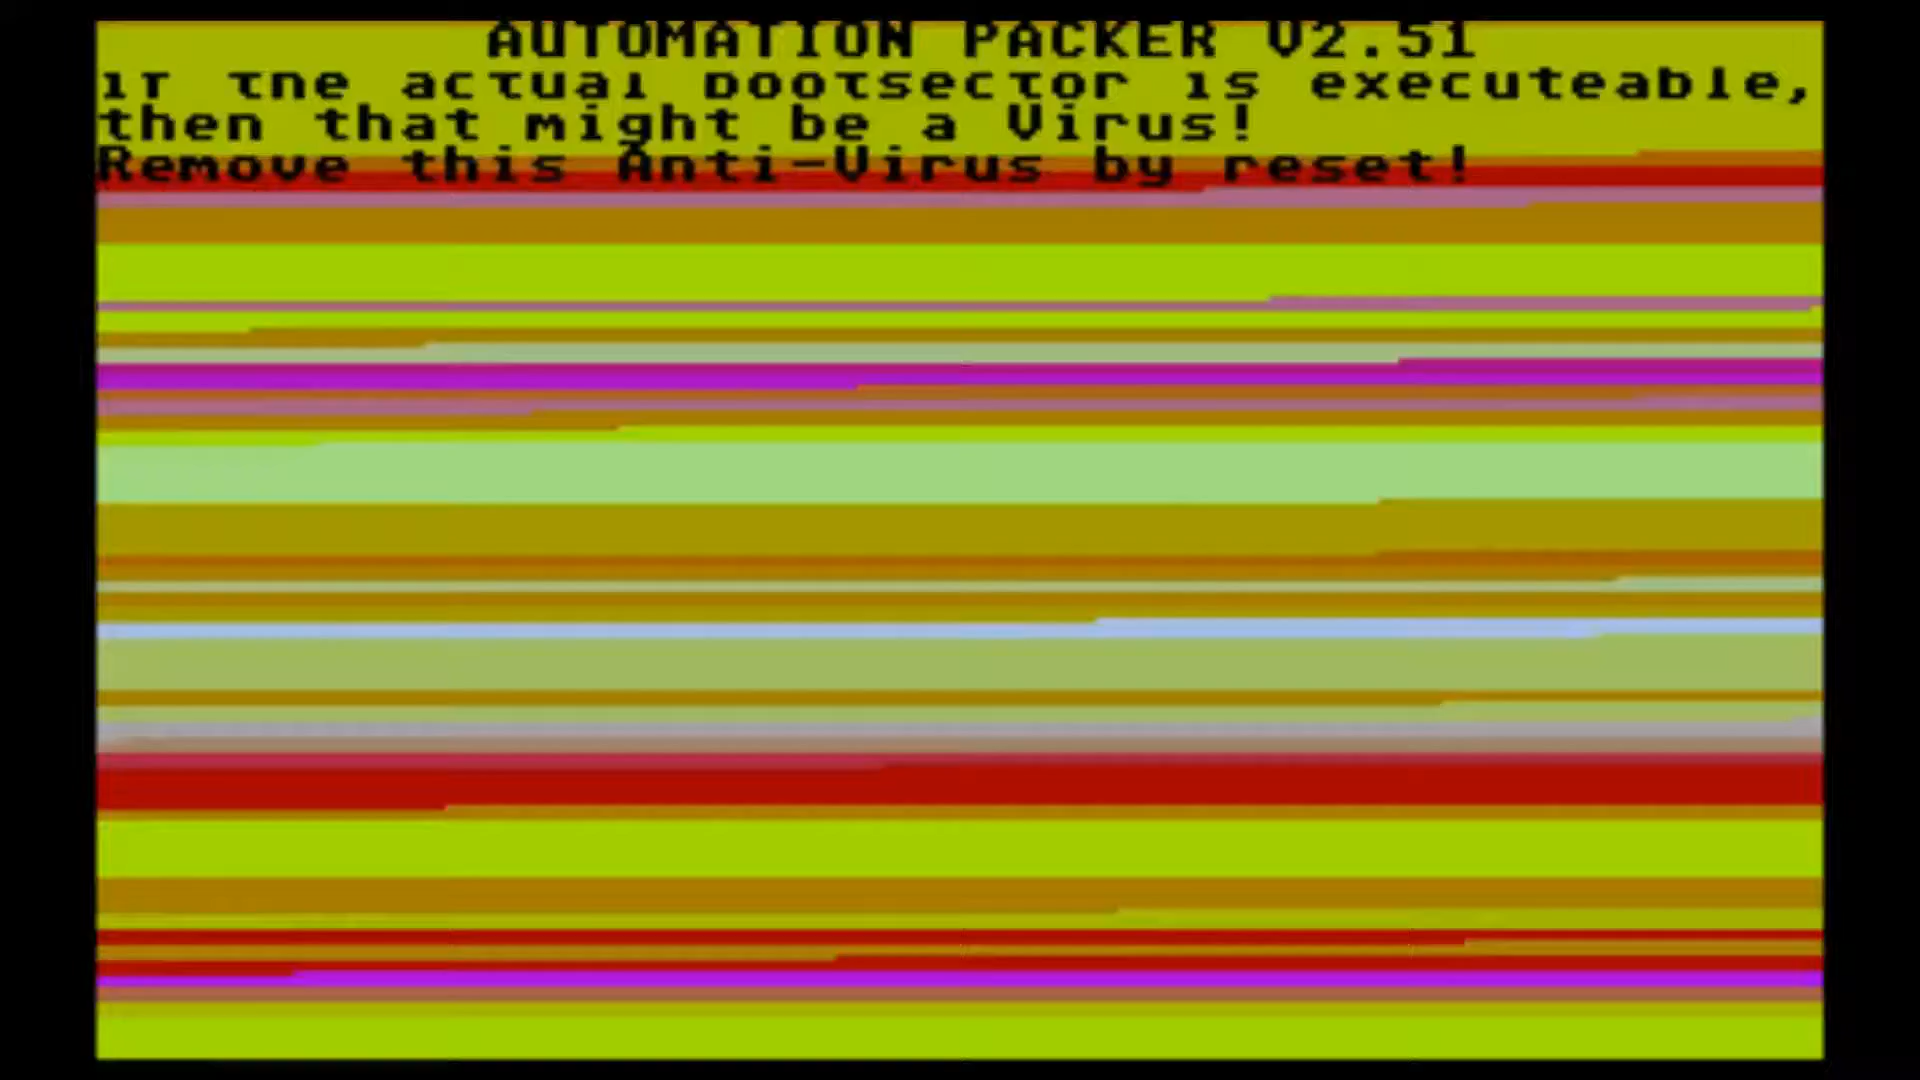 AUTOMATION PACKER V2.51
If the actual bootsector is executeable,
then that might be a Virus!
Remove this Anti-Virus by reset!